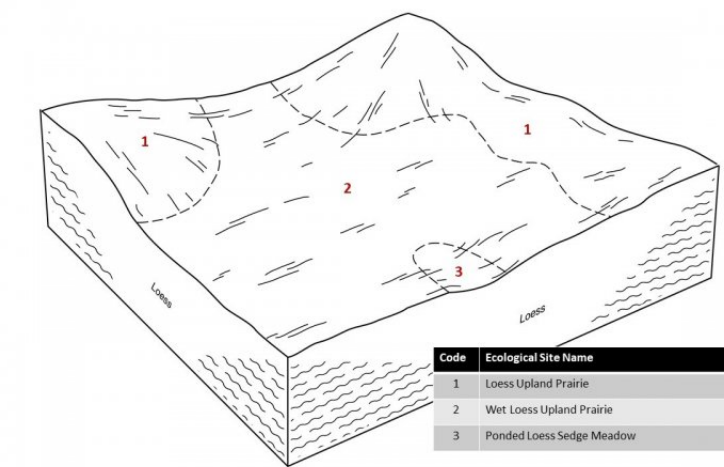 1
1
2
3
Loess
Loess
Code Ecological Site Name
1 Loess Upland Prairie
2 Wet Loess Upland Prairie
3 Ponded Loess Sedge Meadow